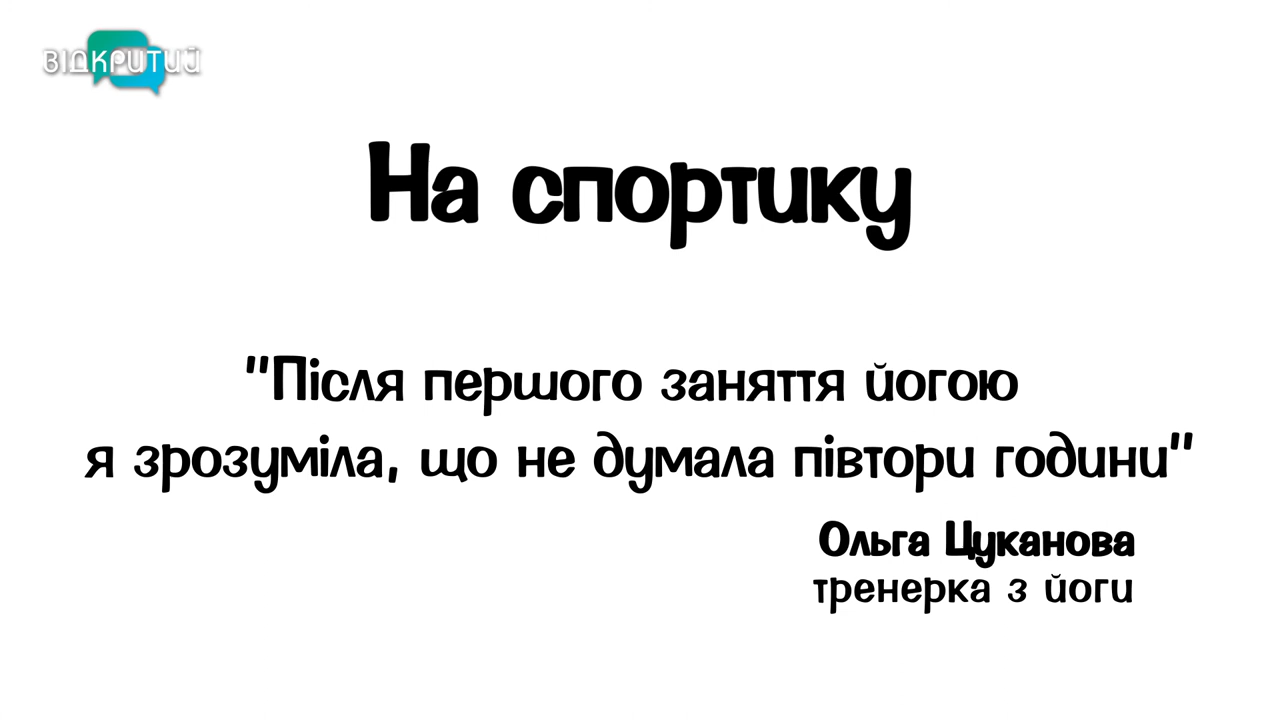 ВІДКРИТИЙ
На спортику
"Після першого заняття йогою
я зрозуміла, що не думала півтори години"
Ольга Цуканова
тренерка з йоги